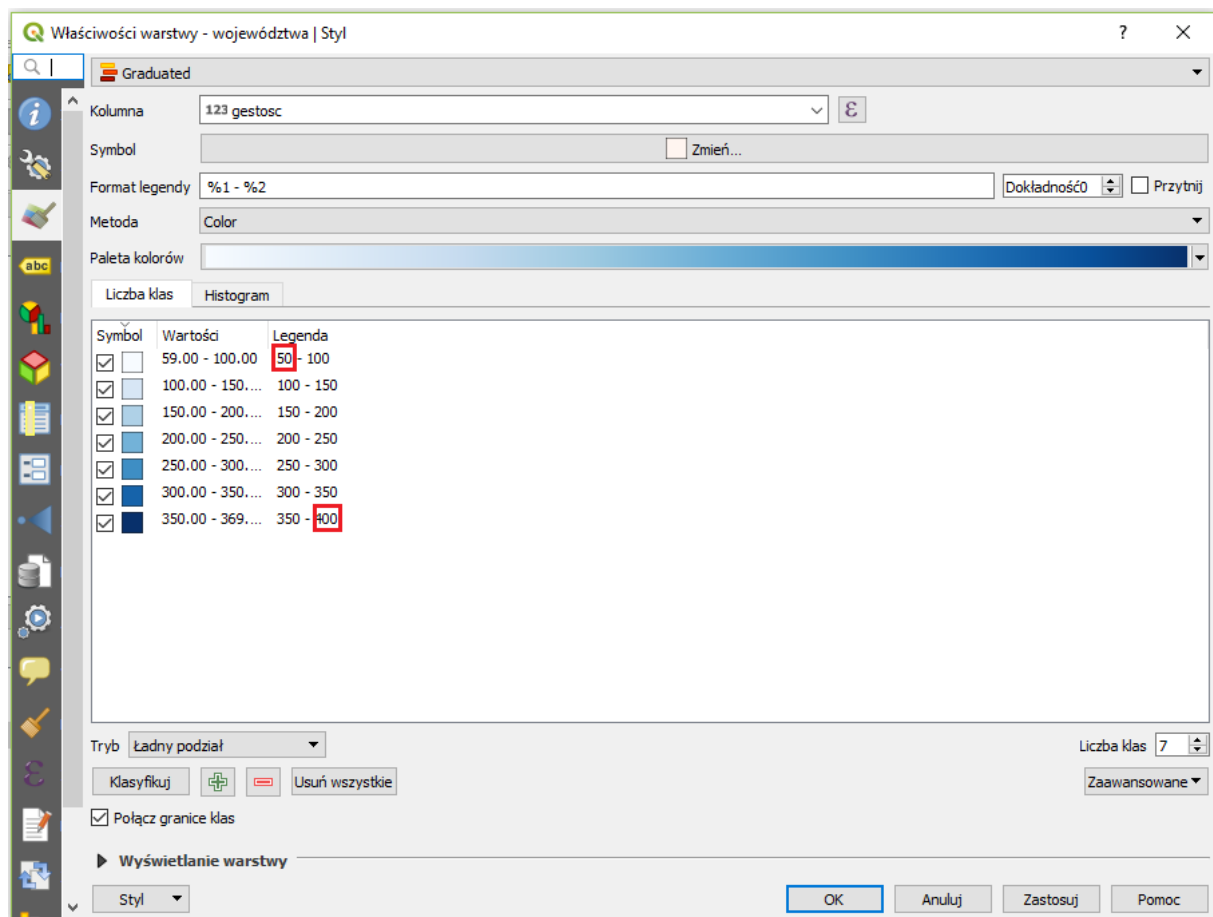 Właściwości warstwy - województwa | Styl ? ×
Graduated
Kolumna 123 gestosc ε
Symbol Zmień...
Format legendy %1 - %2 Dokładność0 Przytnij
Metoda Color
Paleta kolorów
abc
Liczba klas Histogram
Symbol Wartości Legenda
59.00 - 100.00 50 - 100
100.00 - 150.... 100 - 150
150.00 - 200.... 150 - 200
200.00 - 250.... 200 - 250
250.00 - 300.... 250 - 300
300.00 - 350.... 300 - 350
350.00 - 369.... 350 - 400
Tryb Ładny podział Liczba klas 7
Klasyfikuj Usuń wszystkie Zaawansowane
Połącz granice klas
Wyświetlanie warstwy
Styl OK Anuluj Zastosuj Pomoc